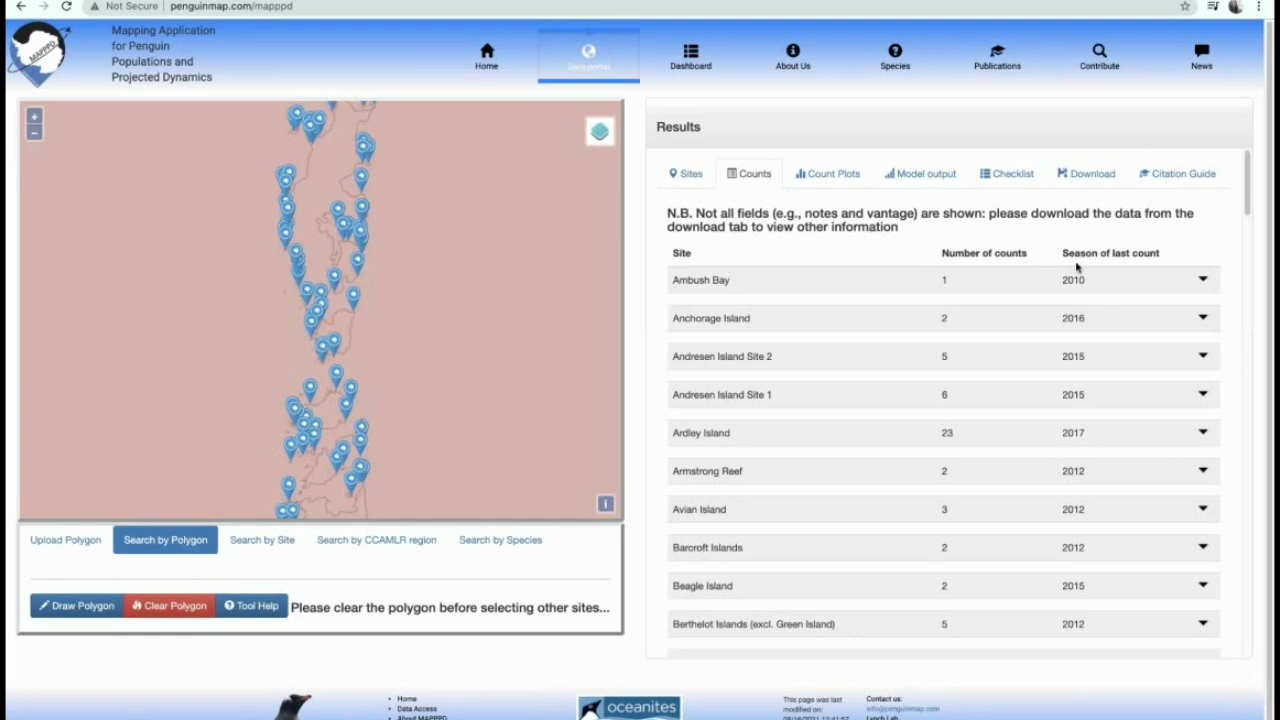 Not Secure | penguinmap.com/mapppd
MAPPPD
Mapping Application
for Penguin
Populations and
Projected Dynamics
Home
Data portal
Dashboard
About Us
Species
Publications
Contribute
News
+
−
i
Upload Polygon
Search by Polygon
Search by Site
Search by CCAMLR region
Search by Species
Draw Polygon
Clear Polygon
Tool Help
Please clear the polygon before selecting other sites...
Results
Sites
Counts
Count Plots
Model output
Checklist
Download
Citation Guide
N.B. Not all fields (e.g., notes and vantage) are shown: please download the data from the
download tab to view other information
Site Number of counts Season of last count
Ambush Bay 1 2010
Anchorage Island 2 2016
Andresen Island Site 2 5 2015
Andresen Island Site 1 6 2015
Ardley Island 23 2017
Armstrong Reef 2 2012
Avian Island 3 2012
Barcroft Islands 2 2012
Beagle Island 2 2015
Berthelot Islands (excl. Green Island) 5 2012
Home
Data Access
About MAPPPD
oceanites
This page was last
modified on:
Contact us:
info@penguinmap.com
Lynch Lab